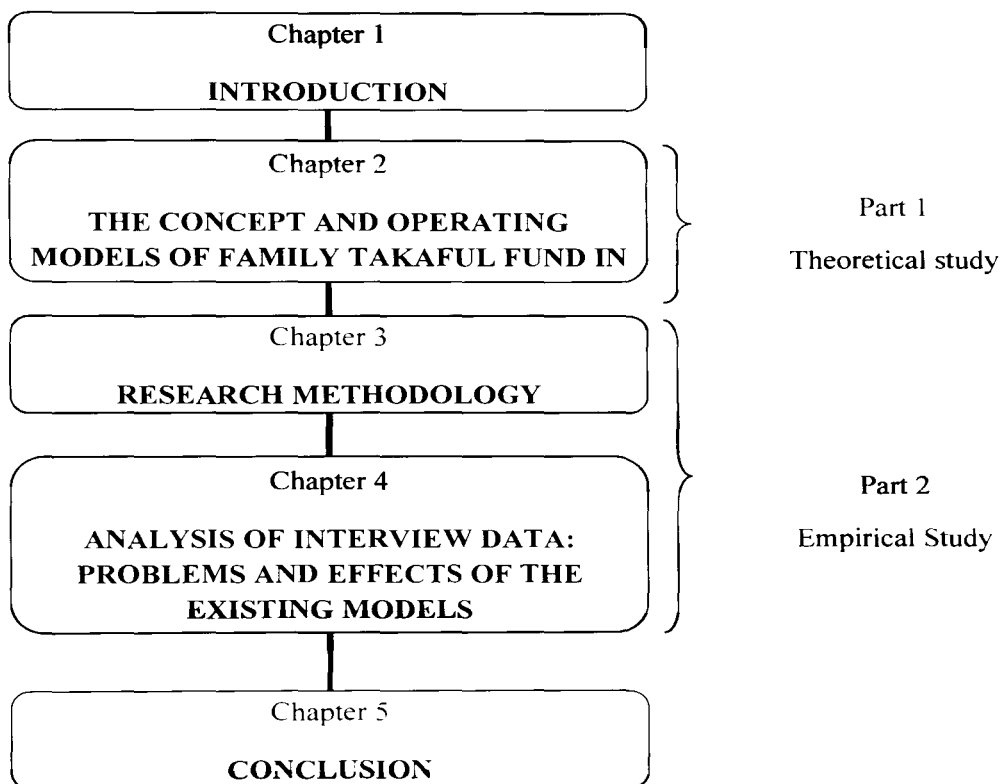 Chapter 1
INTRODUCTION
Chapter 2
THE CONCEPT AND OPERATING
MODELS OF FAMILY TAKAFUL FUND IN
Part 1
Theoretical study
Chapter 3
RESEARCH METHODOLOGY
Chapter 4
ANALYSIS OF INTERVIEW DATA:
PROBLEMS AND EFFECTS OF THE
EXISTING MODELS
Part 2
Empirical Study
Chapter 5
CONCLUSION